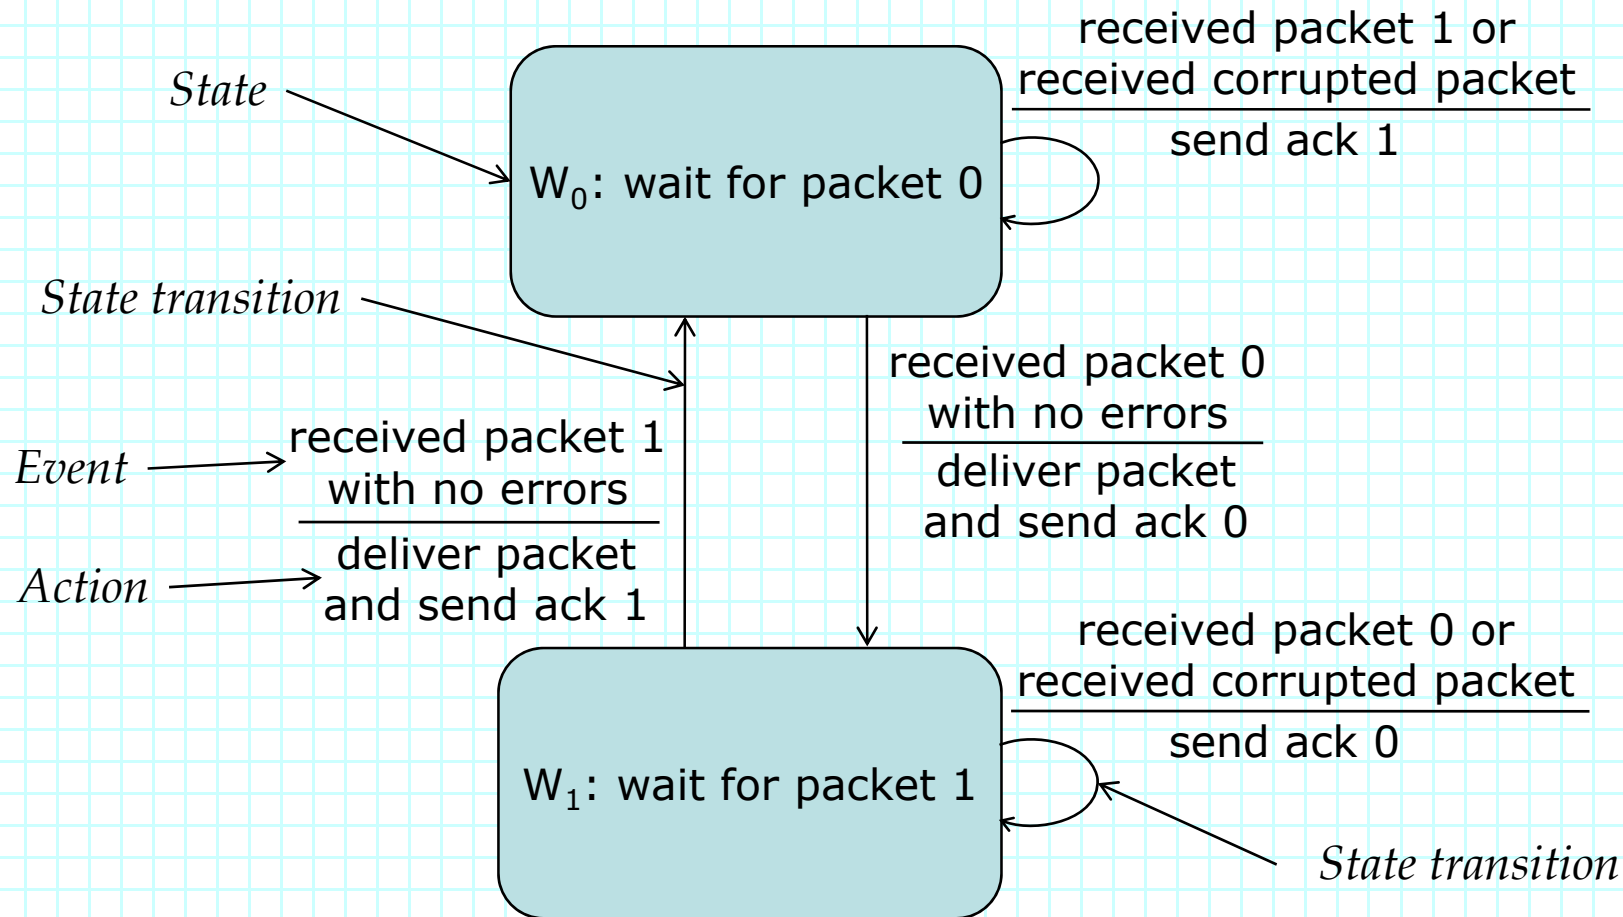 received packet 1 or
received corrupted packet
send ack 1
State
W₀: wait for packet 0
State transition
received packet 0
with no errors
deliver packet
and send ack 0
Event
received packet 1
with no errors
Action
deliver packet
and send ack 1
received packet 0 or
received corrupted packet
send ack 0
W₁: wait for packet 1
State transition